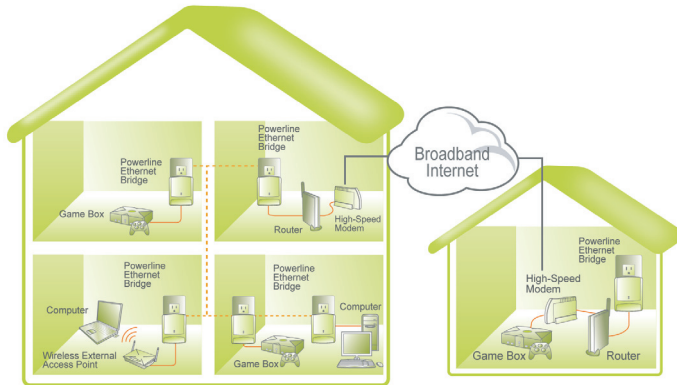 Powerline
Ethernet
Bridge
Game Box
Powerline
Ethernet
Bridge
Router
High-Speed
Modem
Broadband
Internet
Computer
Powerline
Ethernet
Bridge
Wireless External
Access Point
Powerline
Ethernet
Bridge
Computer
Game Box
Powerline
Ethernet
Bridge
High-Speed
Modem
Game Box
Router